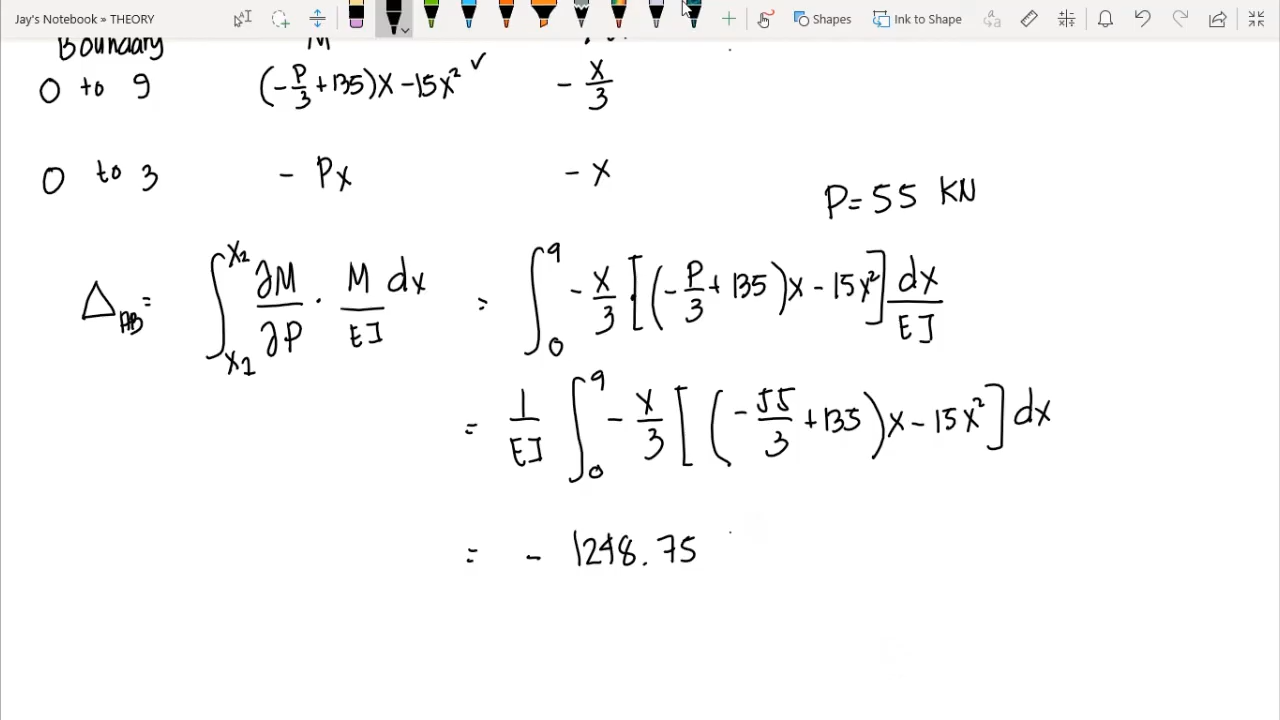 Jay's Notebook » THEORY
Shapes
Ink to Shape
Boundary M
0 to 9 (-P/3+135)x-15x² ✓ -x/3
0 to 3 -Px -x
P=55 KN
Δ_AB= ∫_x₁^x₂ ∂M/∂P · M/EI dx = ∫_0^9 -x/3 [(-P/3+135)x-15x²] dx/EI
= 1/EI ∫_0^9 -x/3 [(-55/3+135)x-15x²] dx
= -1248.75